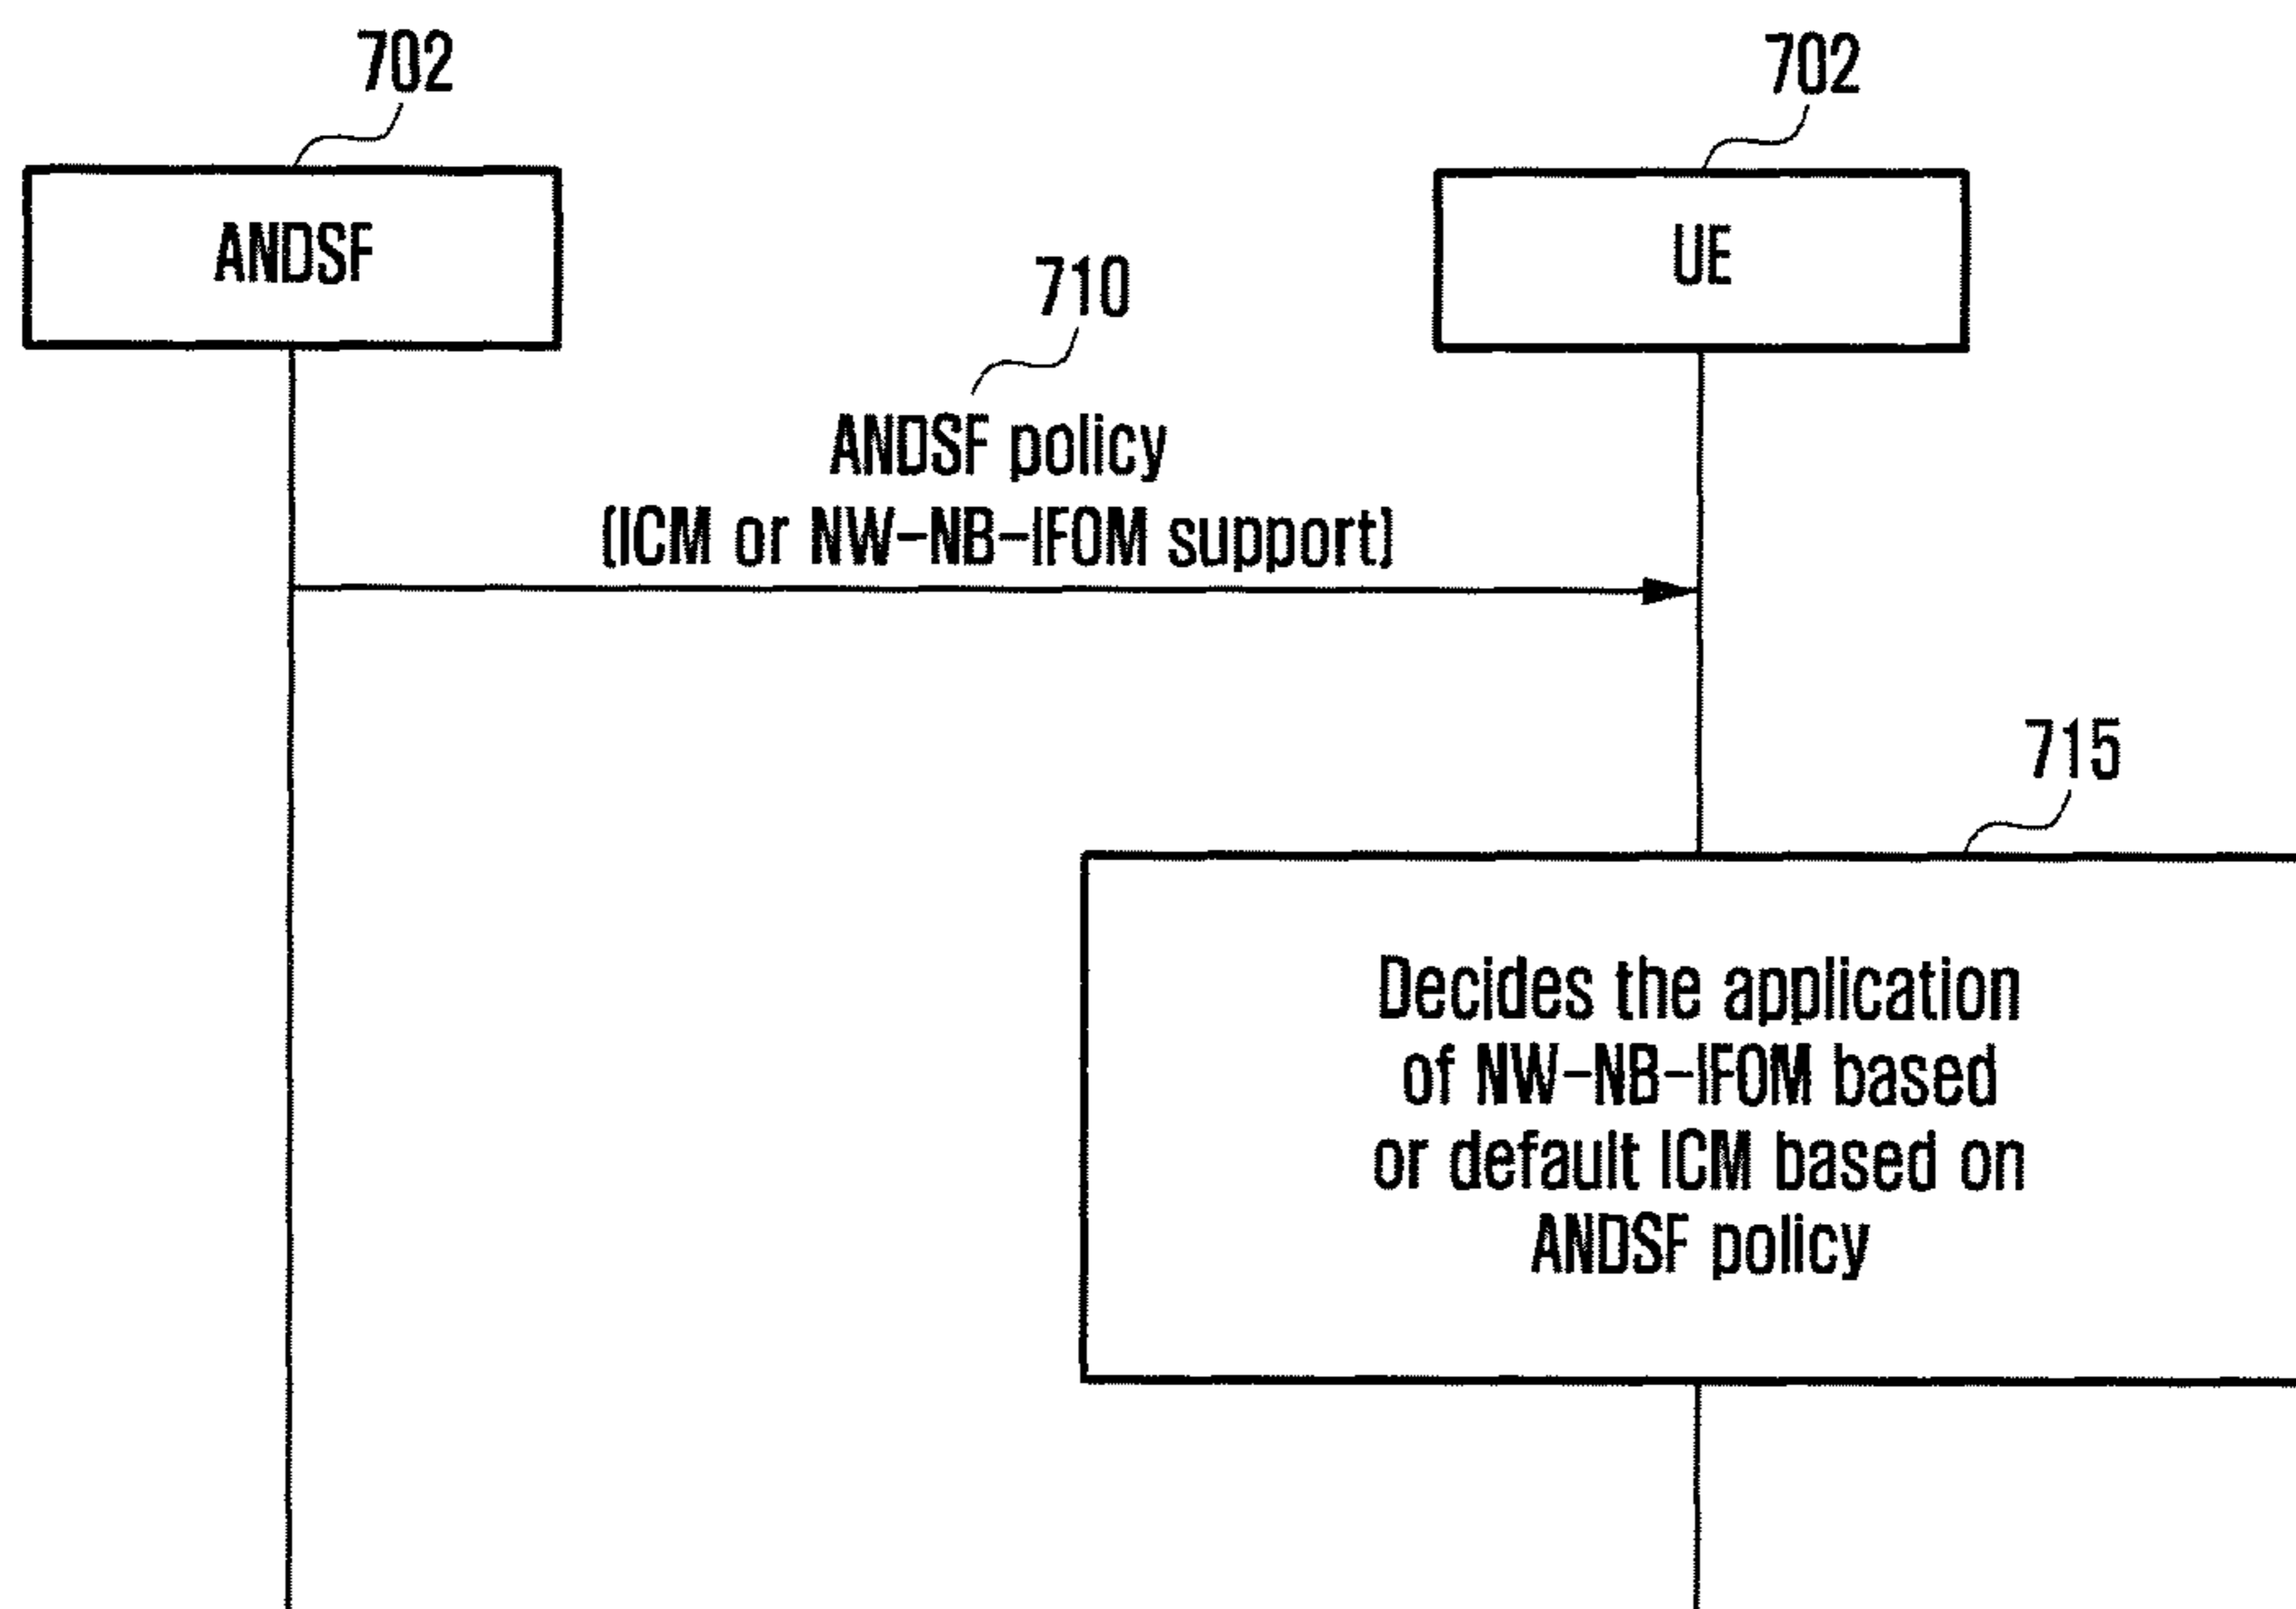 702
702
ANDSF
UE
710
ANDSF policy
(ICM or NW-NB-IFOM support)
715
Decides the application
of NW-NB-IFOM based
or default ICM based on
ANDSF policy